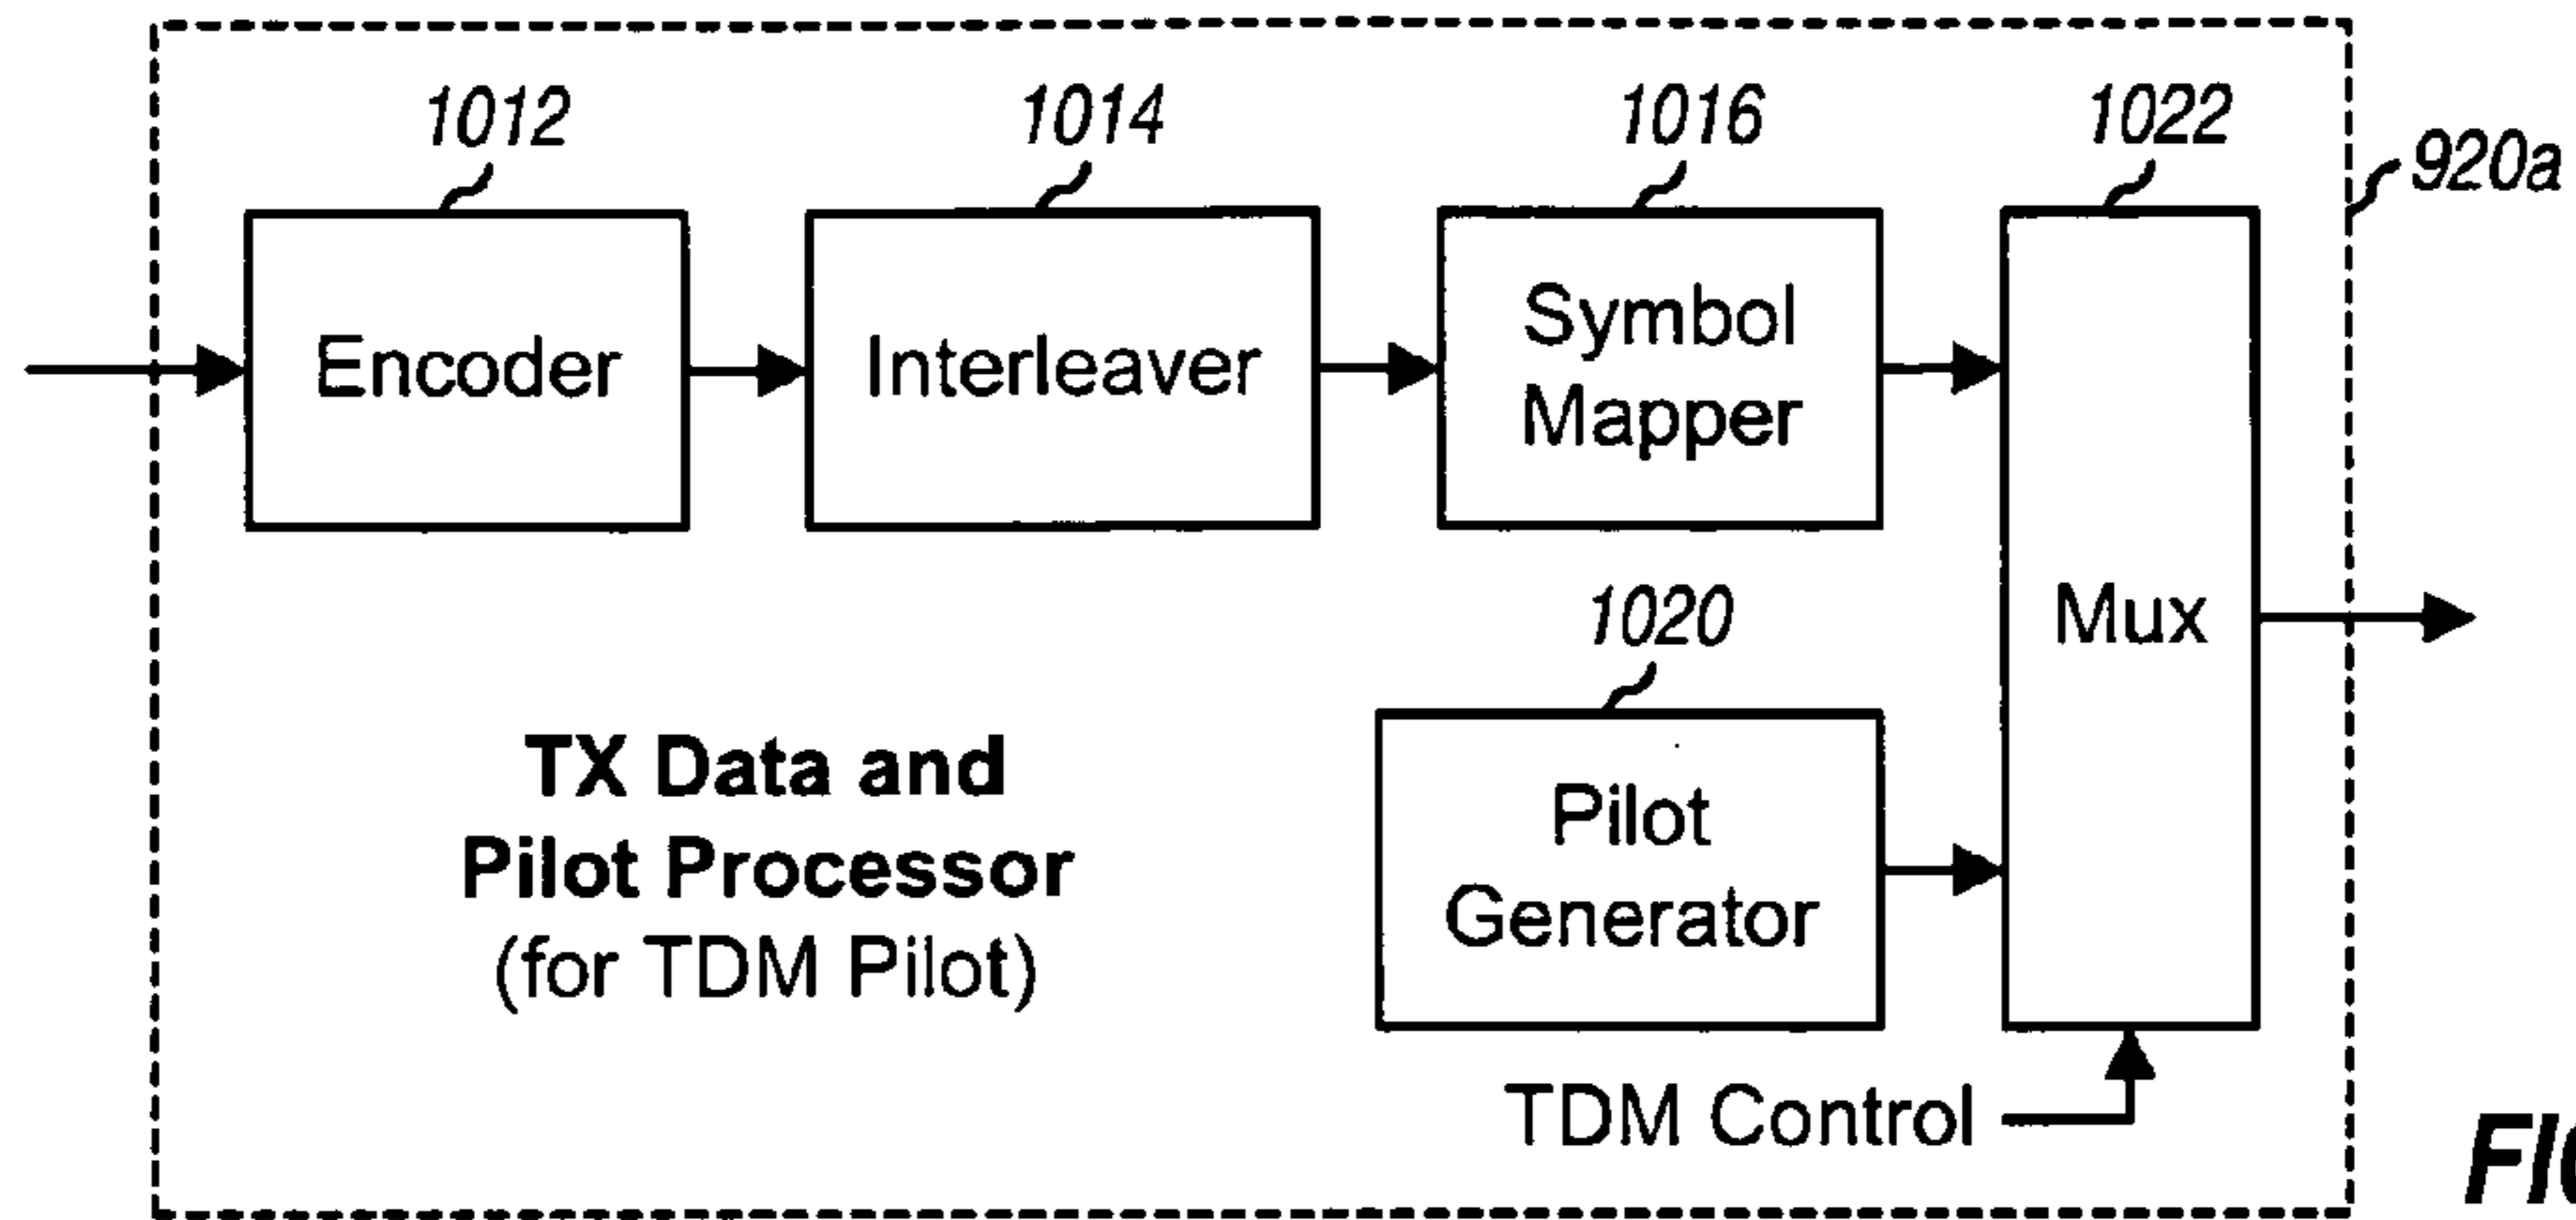 1012
1014
1016
1022
920a
Encoder
Interleaver
Symbol
Mapper
Mux
1020
Pilot
Generator
TX Data and
Pilot Processor
(for TDM Pilot)
TDM Control